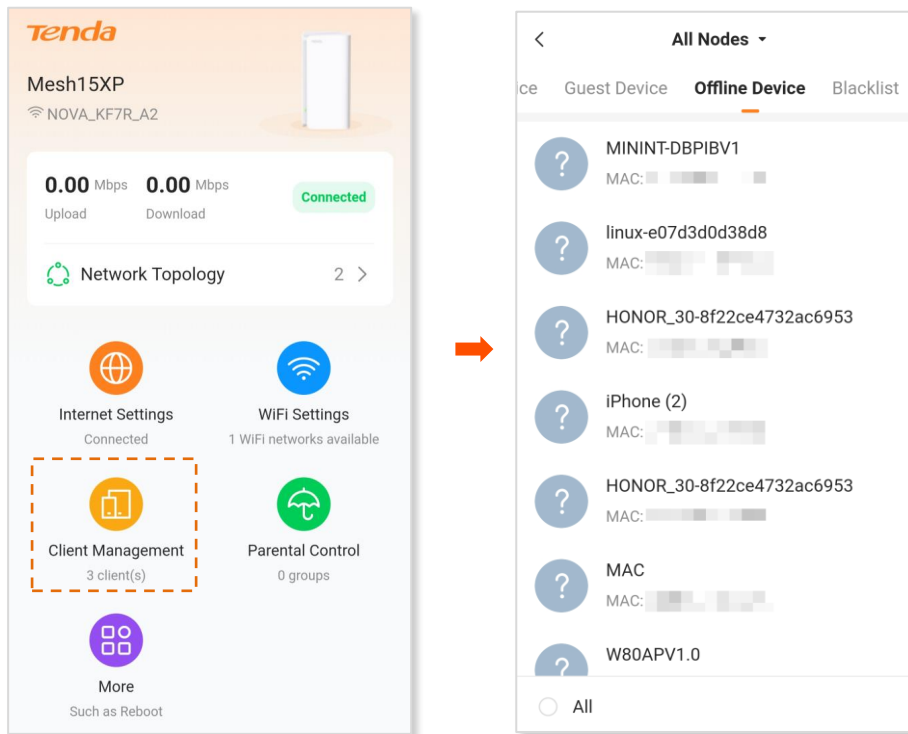 Tenda
Mesh15XP
NOVA_KF7R_A2
0.00 Mbps 0.00 Mbps
Upload Download
Connected
Network Topology 2
Internet Settings
Connected
WiFi Settings
1 WiFi networks available
Client Management
3 client(s)
Parental Control
0 groups
More
Such as Reboot
All Nodes
ice Guest Device Offline Device Blacklist
MININT-DBPIBV1
MAC:
linux-e07d3d0d38d8
MAC:
HONOR_30-8f22ce4732ac6953
MAC:
iPhone (2)
MAC:
HONOR_30-8f22ce4732ac6953
MAC:
MAC
MAC:
W80APV1.0
All